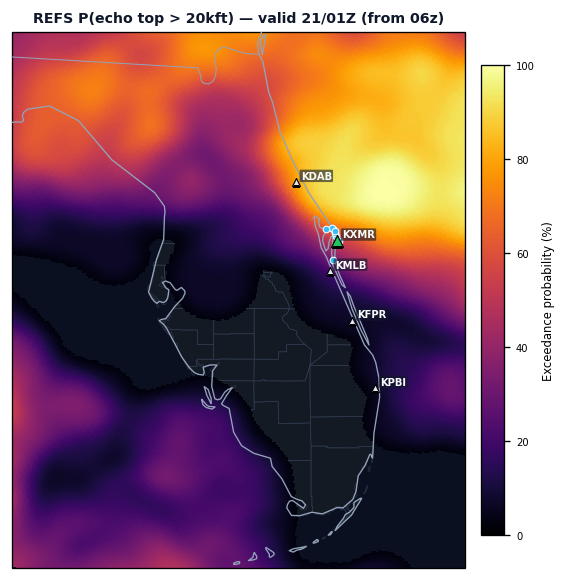 REFS P(echo top > 20kft) — valid 21/01Z (from 06z)
KDAB
KXMR
KMLB
KFPR
KPBI
100
80
60
40
20
0
Exceedance probability (%)